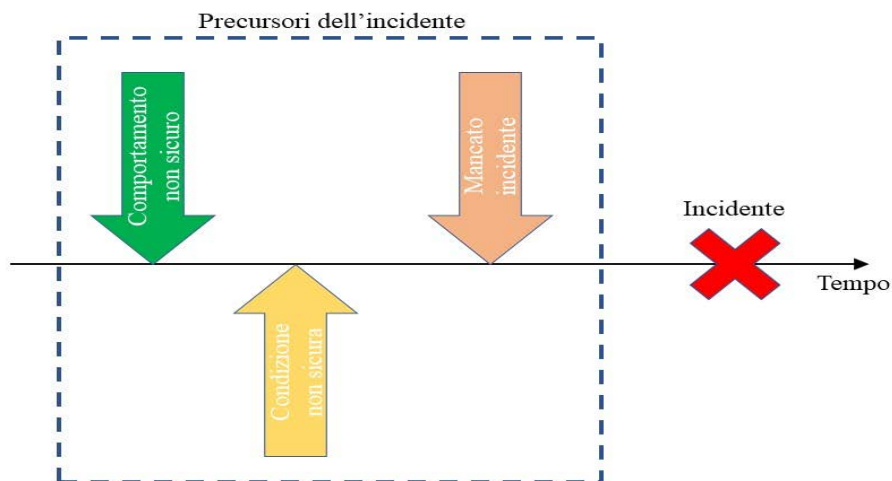 Precursori dell’incidente
Comportamento
non sicuro
Mancato
incidente
Incidente
Tempo
Condizione
non sicura